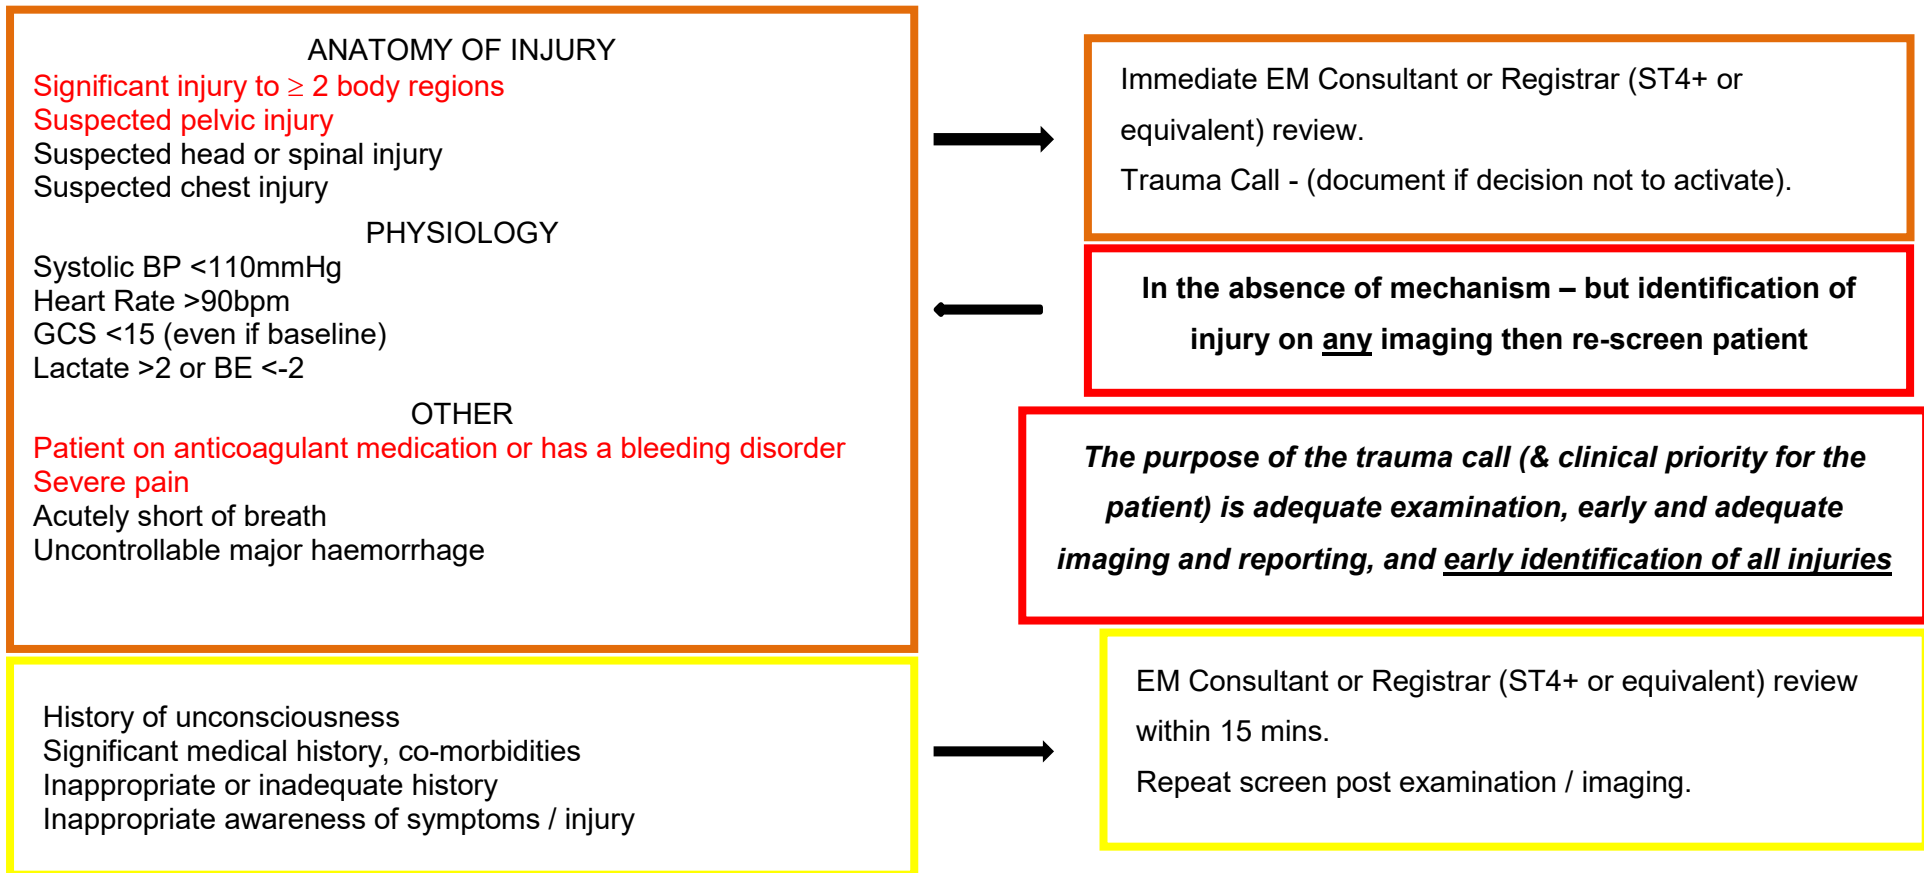 ANATOMY OF INJURY
Significant injury to ≥ 2 body regions
Suspected pelvic injury
Suspected head or spinal injury
Suspected chest injury
PHYSIOLOGY
Systolic BP <110mmHg
Heart Rate >90bpm
GCS <15 (even if baseline)
Lactate >2 or BE <-2
OTHER
Patient on anticoagulant medication or has a bleeding disorder
Severe pain
Acutely short of breath
Uncontrollable major haemorrhage
Immediate EM Consultant or Registrar (ST4+ or
equivalent) review.
Trauma Call - (document if decision not to activate).
In the absence of mechanism – but identification of
injury on any imaging then re-screen patient
The purpose of the trauma call (& clinical priority for the
patient) is adequate examination, early and adequate
imaging and reporting, and early identification of all injuries
History of unconsciousness
Significant medical history, co-morbidities
Inappropriate or inadequate history
Inappropriate awareness of symptoms / injury
EM Consultant or Registrar (ST4+ or equivalent) review
within 15 mins.
Repeat screen post examination / imaging.